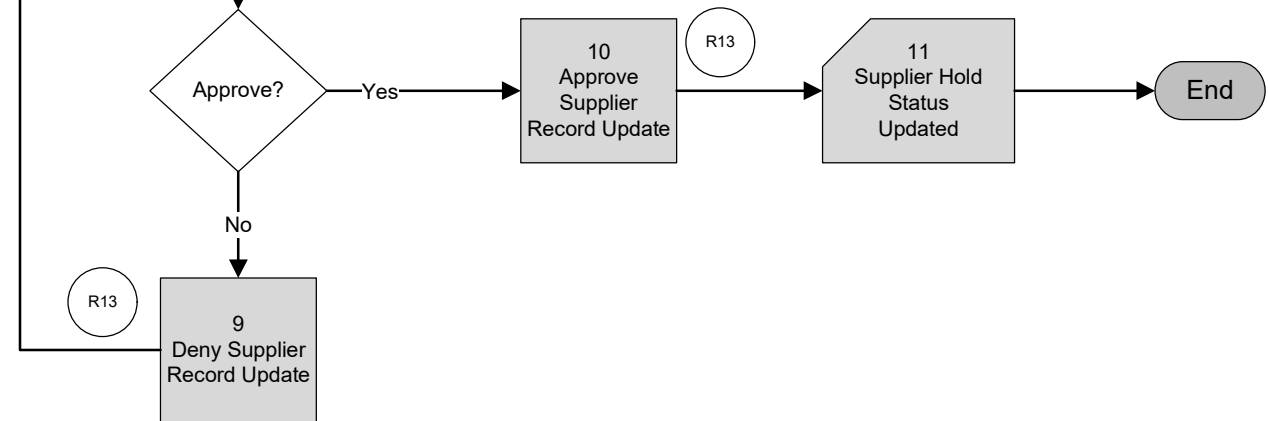 Approve?
Yes
10
Approve
Supplier
Record Update
R13
11
Supplier Hold
Status
Updated
End
No
R13
9
Deny Supplier
Record Update